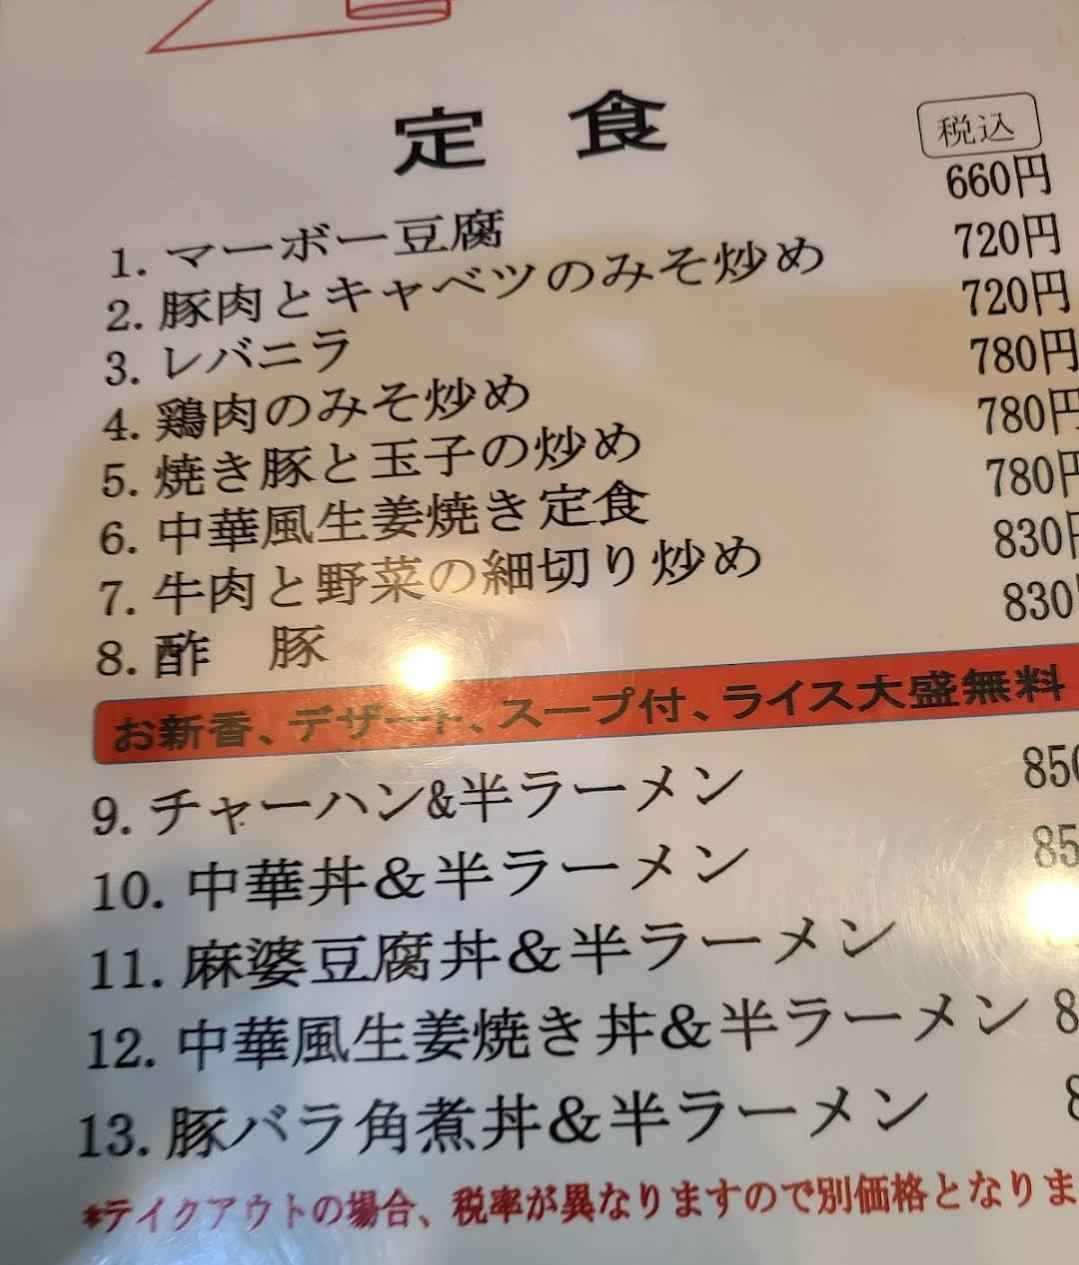 定食
税込
1. マーボー豆腐 660円
2. 豚肉とキャベツのみそ炒め 720円
3. レバニラ 720円
4. 鶏肉のみそ炒め 780円
5. 焼き豚と玉子の炒め 780円
6. 中華風生姜焼き定食 780円
7. 牛肉と野菜の細切り炒め 830円
8. 酢　豚 830
お新香、デザート、スープ付、ライス大盛無料
9. チャーハン&半ラーメン 850
10. 中華丼&半ラーメン 85
11. 麻婆豆腐丼&半ラーメン
12. 中華風生姜焼き丼&半ラーメン 8
13. 豚バラ角煮丼&半ラーメン 8
*テイクアウトの場合、税率が異なりますので別価格となりま